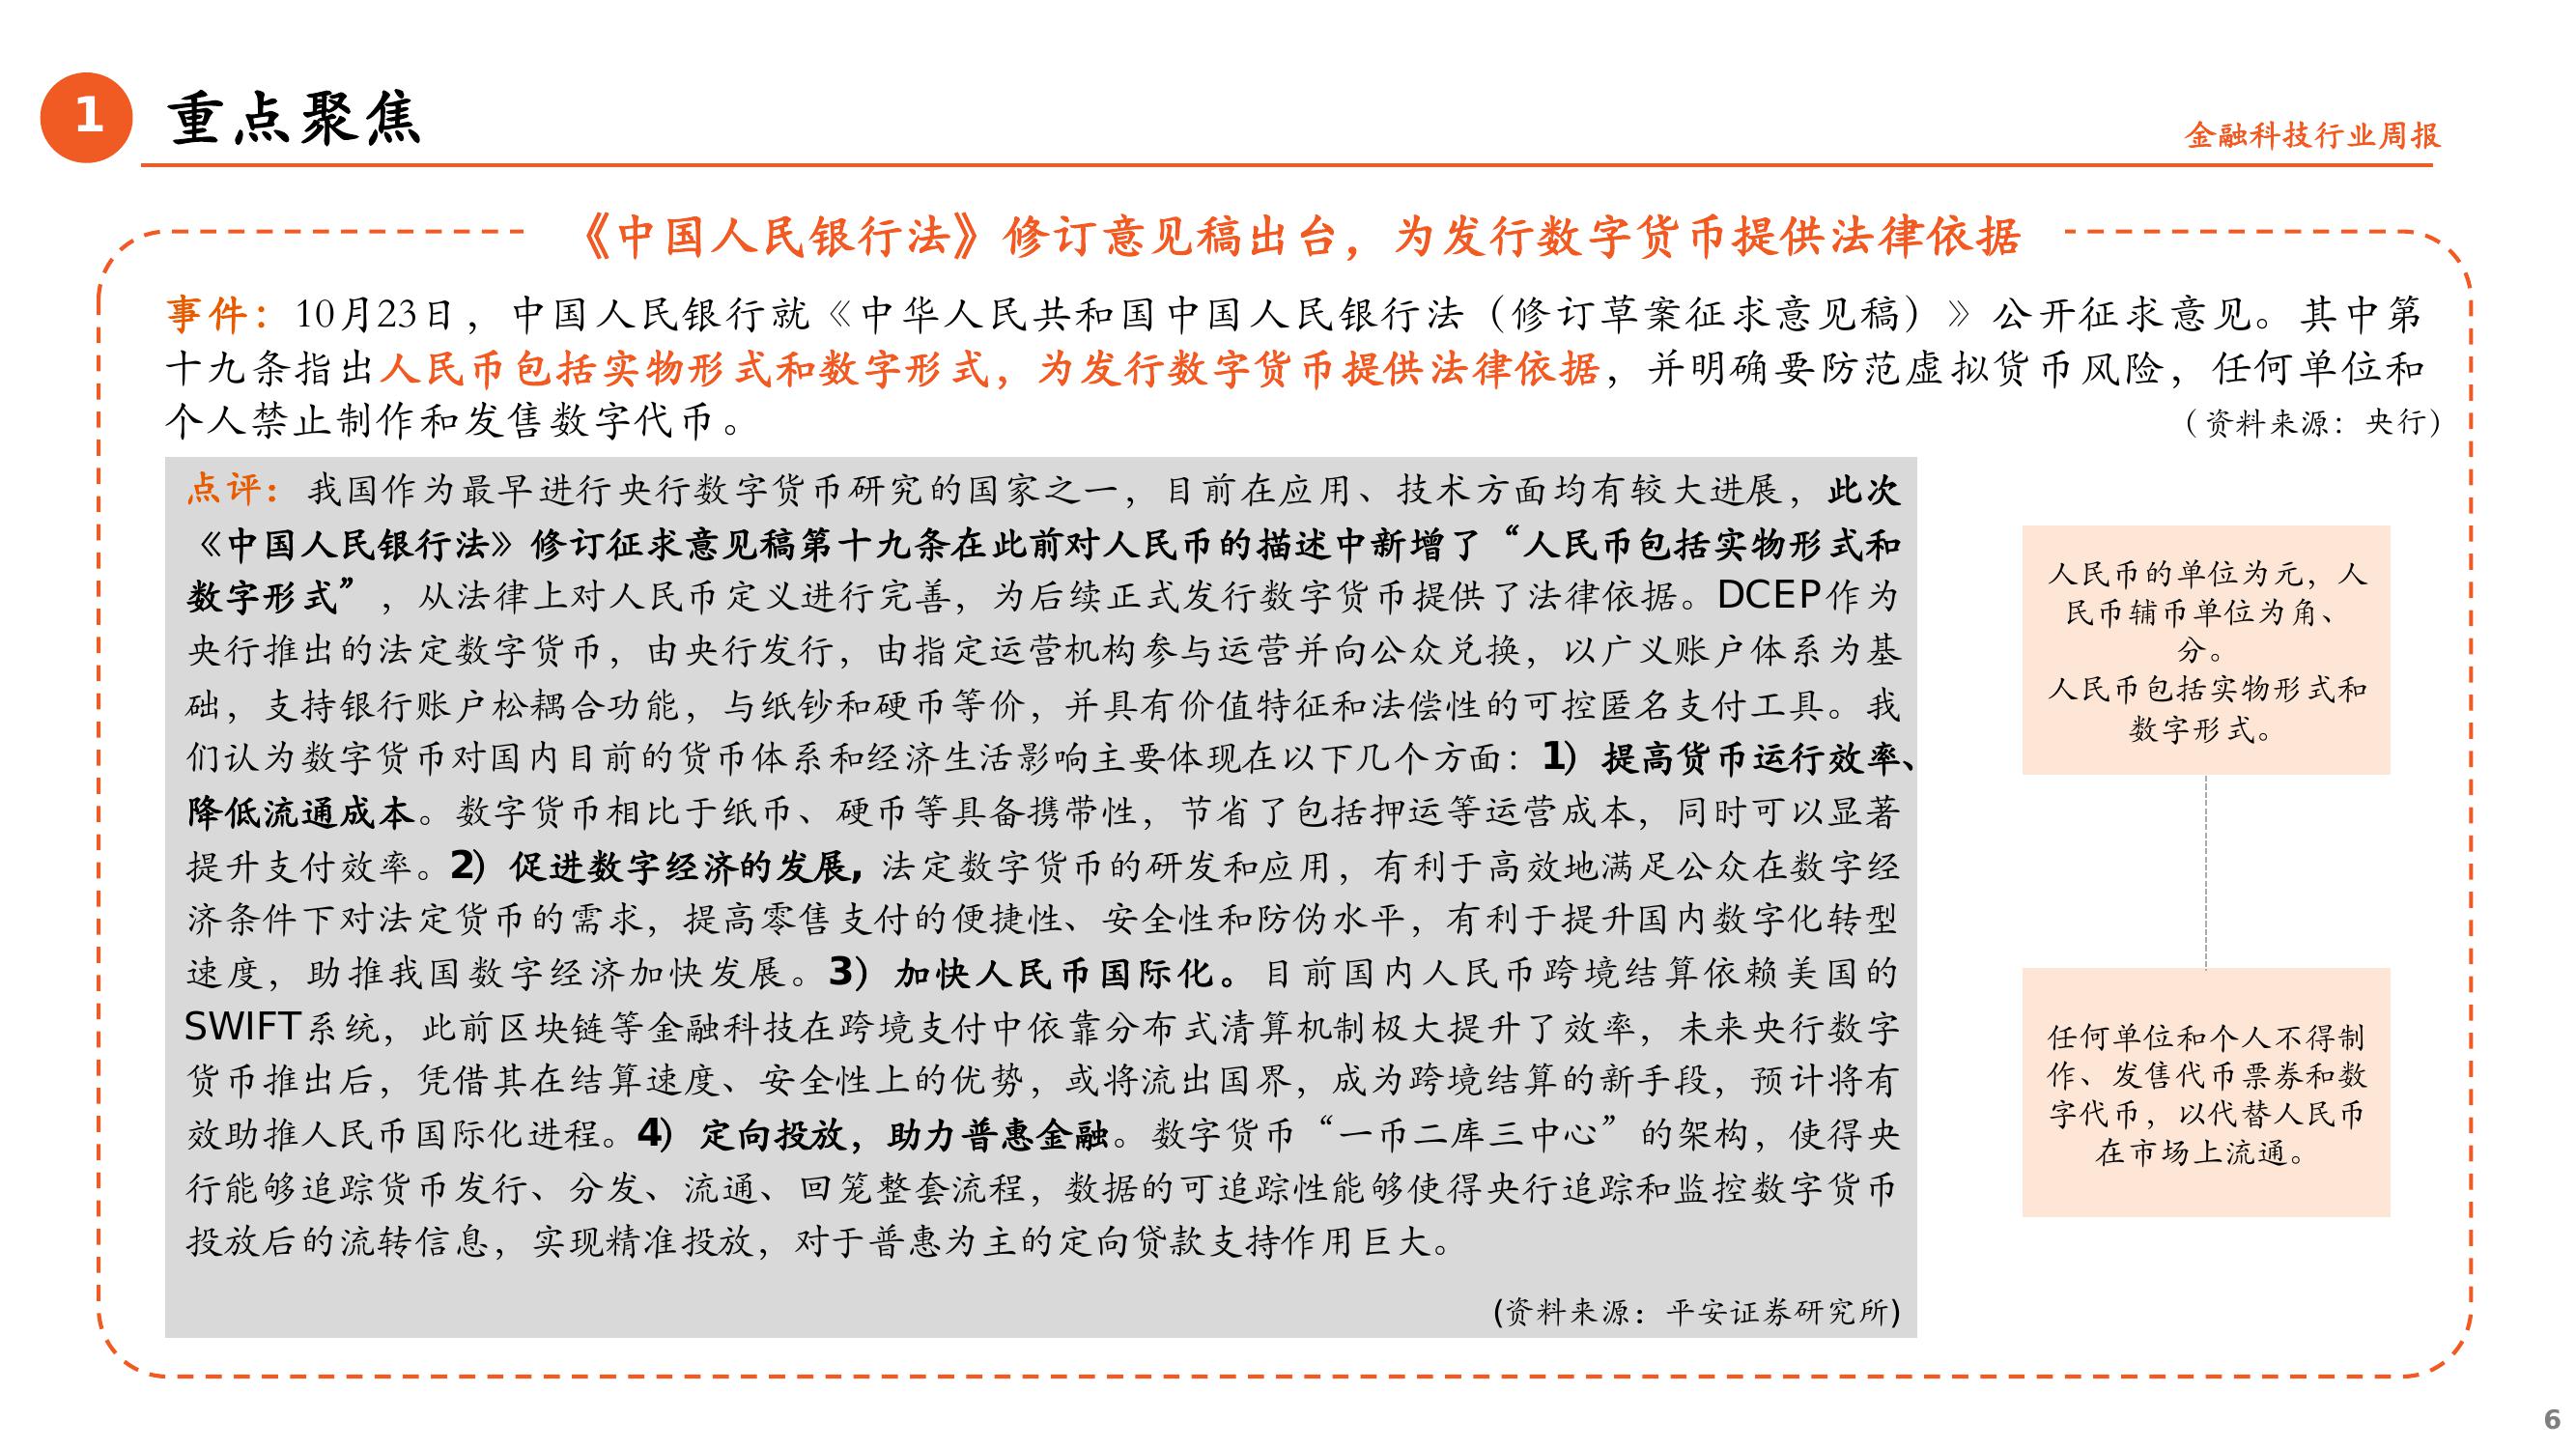 1
重点聚焦
金融科技行业周报
《中国人民银行法》修订意见稿出台，为发行数字货币提供法律依据
事件：10月23日，中国人民银行就《中华人民共和国中国人民银行法（修订草案征求意见稿）》公开征求意见。其中第
十九条指出人民币包括实物形式和数字形式，为发行数字货币提供法律依据，并明确要防范虚拟货币风险，任何单位和
个人禁止制作和发售数字代币。
（资料来源：央行）
点评：我国作为最早进行央行数字货币研究的国家之一，目前在应用、技术方面均有较大进展，此次
《中国人民银行法》修订征求意见稿第十九条在此前对人民币的描述中新增了“人民币包括实物形式和
数字形式”，从法律上对人民币定义进行完善，为后续正式发行数字货币提供了法律依据。DCEP作为
央行推出的法定数字货币，由央行发行，由指定运营机构参与运营并向公众兑换，以广义账户体系为基
础，支持银行账户松耦合功能，与纸钞和硬币等价，并具有价值特征和法偿性的可控匿名支付工具。我
们认为数字货币对国内目前的货币体系和经济生活影响主要体现在以下几个方面：1）提高货币运行效率、
降低流通成本。数字货币相比于纸币、硬币等具备携带性，节省了包括押运等运营成本，同时可以显著
提升支付效率。2）促进数字经济的发展，法定数字货币的研发和应用，有利于高效地满足公众在数字经
济条件下对法定货币的需求，提高零售支付的便捷性、安全性和防伪水平，有利于提升国内数字化转型
速度，助推我国数字经济加快发展。3）加快人民币国际化。目前国内人民币跨境结算依赖美国的
SWIFT系统，此前区块链等金融科技在跨境支付中依靠分布式清算机制极大提升了效率，未来央行数字
货币推出后，凭借其在结算速度、安全性上的优势，或将流出国界，成为跨境结算的新手段，预计将有
效助推人民币国际化进程。4）定向投放，助力普惠金融。数字货币“一币二库三中心”的架构，使得央
行能够追踪货币发行、分发、流通、回笼整套流程，数据的可追踪性能够使得央行追踪和监控数字货币
投放后的流转信息，实现精准投放，对于普惠为主的定向贷款支持作用巨大。
(资料来源：平安证券研究所)
人民币的单位为元，人
民币辅币单位为角、
分。
人民币包括实物形式和
数字形式。
任何单位和个人不得制
作、发售代币票券和数
字代币，以代替人民币
在市场上流通。
6